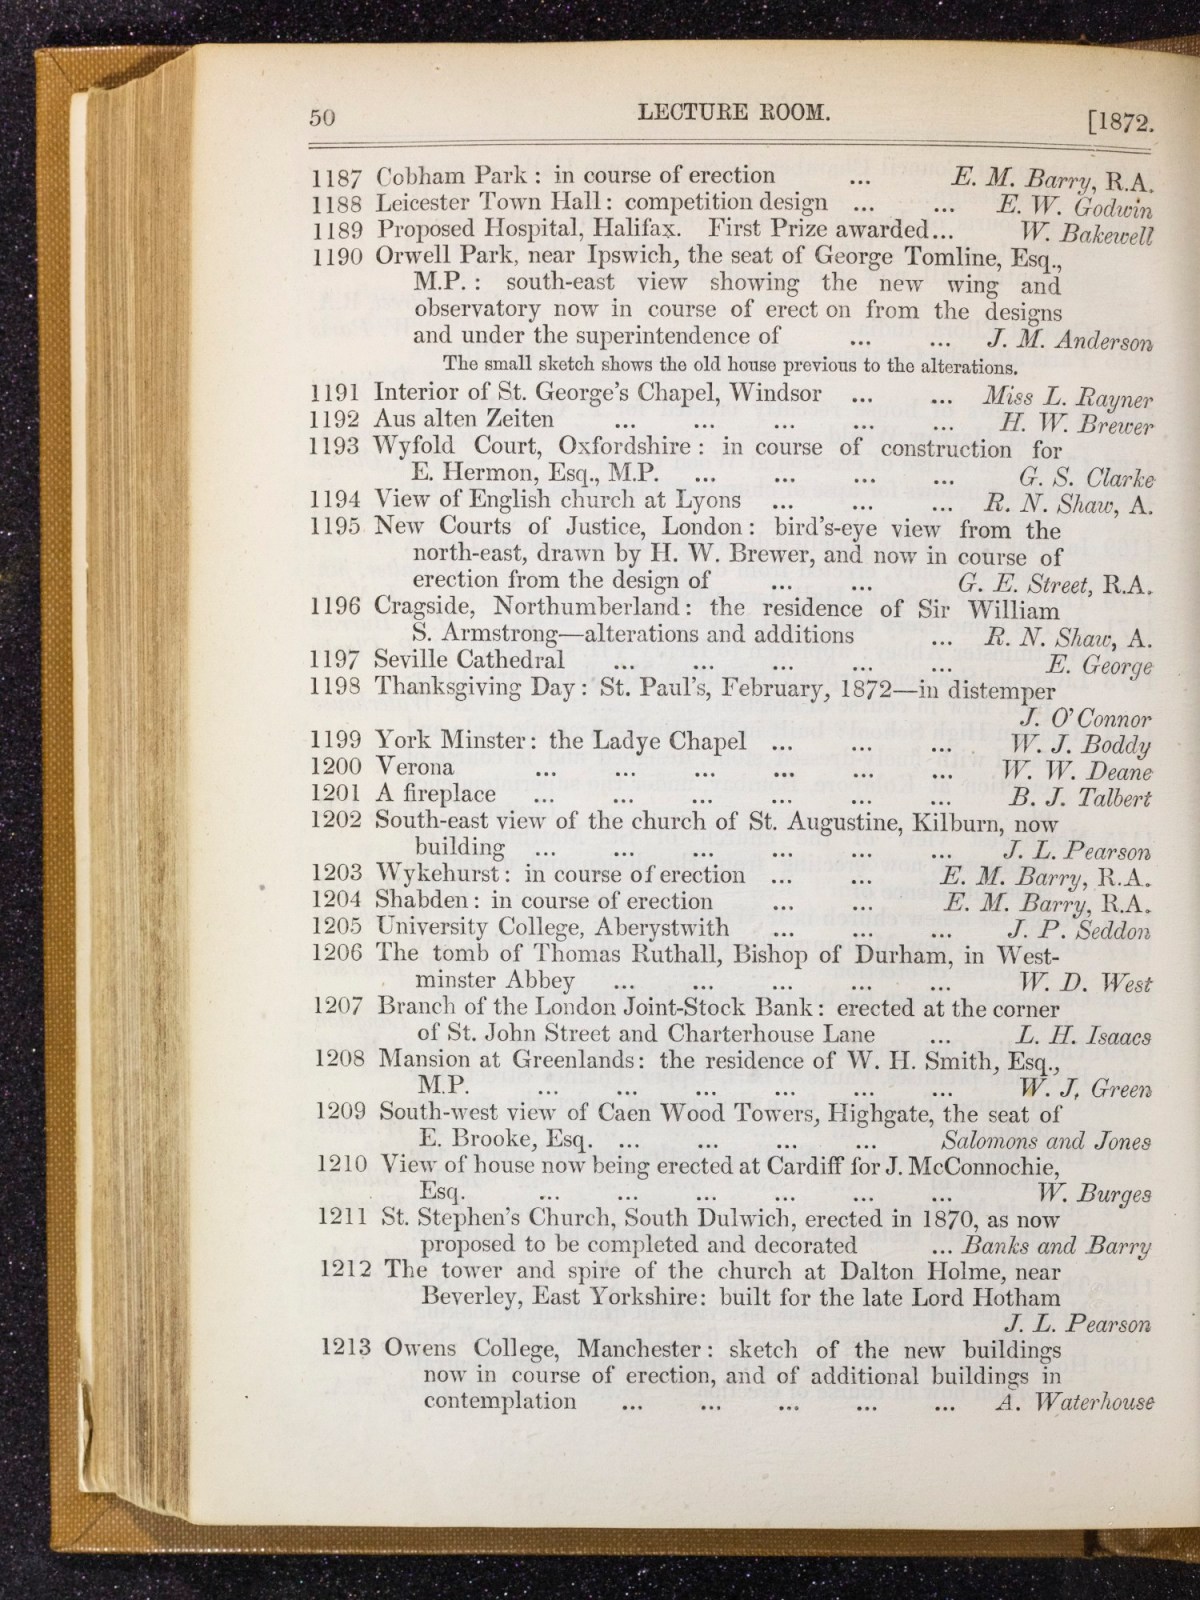 50 LECTURE ROOM. [1872.
1187 Cobham Park : in course of erection ... E. M. Barry, R.A.
1188 Leicester Town Hall : competition design ... ... E. W. Godwin
1189 Proposed Hospital, Halifax. First Prize awarded... W. Bakewell
1190 Orwell Park, near Ipswich, the seat of George Tomline, Esq.,
M.P. : south-east view showing the new wing and
observatory now in course of erect on from the designs
and under the superintendence of ... ... J. M. Anderson
The small sketch shows the old house previous to the alterations.
1191 Interior of St. George's Chapel, Windsor ... ... Miss L. Rayner
1192 Aus alten Zeiten ... ... ... ... ... H. W. Brewer
1193 Wyfold Court, Oxfordshire : in course of construction for
E. Hermon, Esq., M.P. ... ... ... ... G. S. Clarke
1194 View of English church at Lyons ... ... ... R. N. Shaw, A.
1195 New Courts of Justice, London : bird's-eye view from the
north-east, drawn by H. W. Brewer, and now in course of
erection from the design of ... ... G. E. Street, R.A.
1196 Cragside, Northumberland : the residence of Sir William
S. Armstrong—alterations and additions ... R. N. Shaw, A.
1197 Seville Cathedral ... ... ... ... ... E. George
1198 Thanksgiving Day : St. Paul's, February, 1872—in distemper
J. O'Connor
1199 York Minster : the Ladye Chapel ... ... ... W. J. Boddy
1200 Verona ... ... ... ... ... ... W. W. Deane
1201 A fireplace ... ... ... ... ... ... B. J. Talbert
1202 South-east view of the church of St. Augustine, Kilburn, now
building ... ... ... ... ... ... J. L. Pearson
1203 Wykehurst : in course of erection ... ... E. M. Barry, R.A.
1204 Shabden : in course of erection ... ... E. M. Barry, R.A.
1205 University College, Aberystwith ... ... ... J. P. Seddon
1206 The tomb of Thomas Ruthall, Bishop of Durham, in West-
minster Abbey ... ... ... ... ... W. D. West
1207 Branch of the London Joint-Stock Bank : erected at the corner
of St. John Street and Charterhouse Lane ... L. H. Isaacs
1208 Mansion at Greenlands : the residence of W. H. Smith, Esq.,
M.P. ... ... ... ... ... ... W. J. Green
1209 South-west view of Caen Wood Towers, Highgate, the seat of
E. Brooke, Esq. ... ... ... ... Salomons and Jones
1210 View of house now being erected at Cardiff for J. McConnochie,
Esq. ... ... ... ... ... ... W. Burges
1211 St. Stephen's Church, South Dulwich, erected in 1870, as now
proposed to be completed and decorated ... Banks and Barry
1212 The tower and spire of the church at Dalton Holme, near
Beverley, East Yorkshire : built for the late Lord Hotham
J. L. Pearson
1213 Owens College, Manchester : sketch of the new buildings
now in course of erection, and of additional buildings in
contemplation ... ... ... ... ... A. Waterhouse